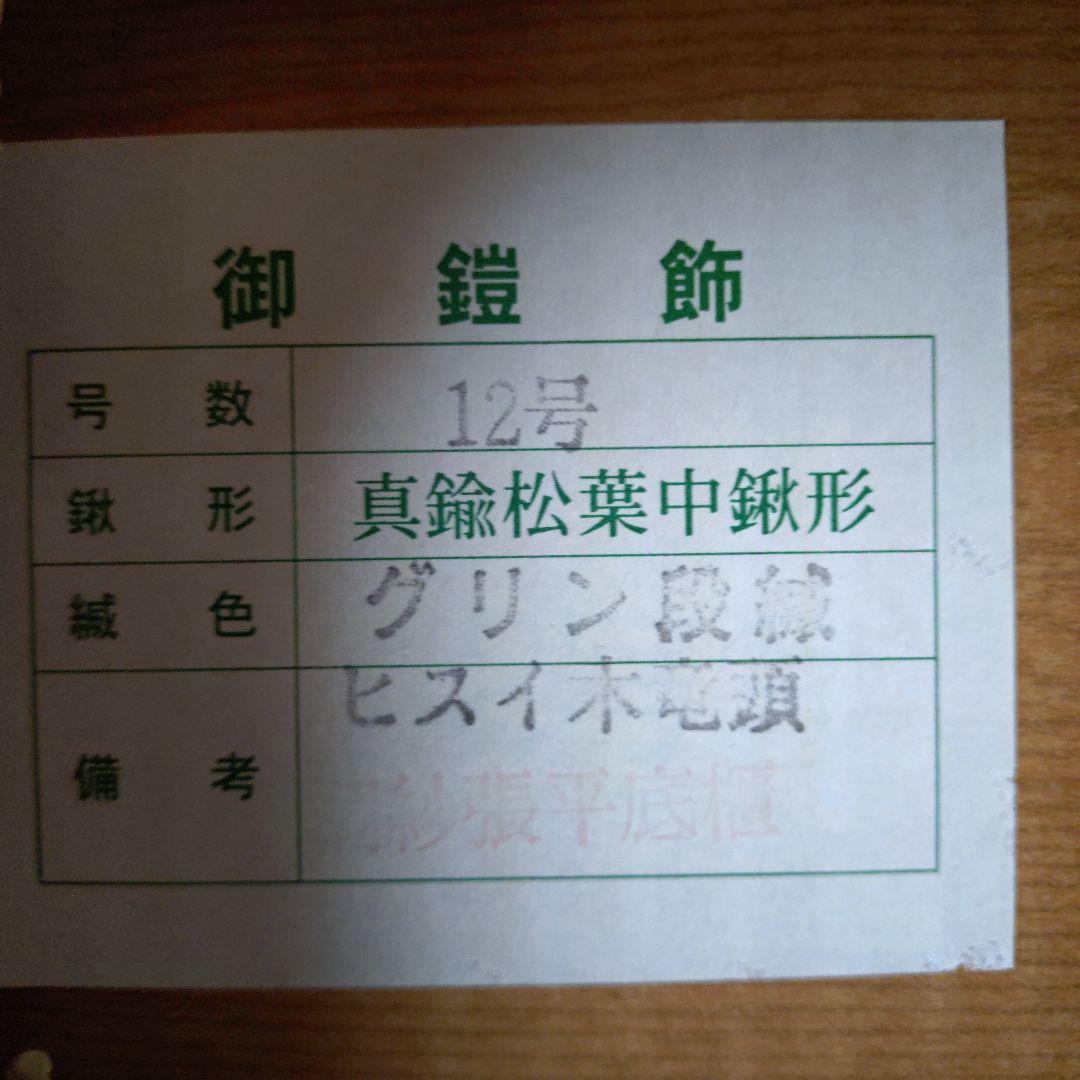 御鎧飾
号数 12号
鍬形 真鍮松葉中鍬形
縅色 グリン段縅
備考 ヒスイ木竜頭
紗張平底櫃